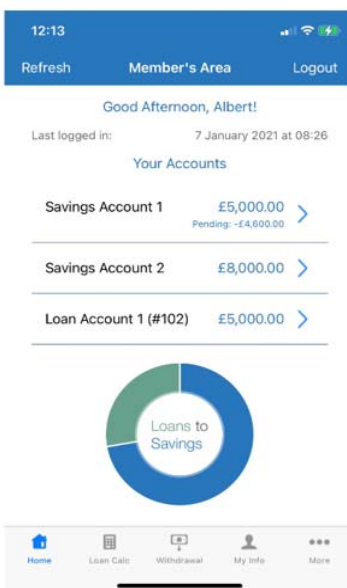 12:13
Refresh Member's Area Logout
Good Afternoon, Albert!
Last logged in: 7 January 2021 at 08:26
Your Accounts
Savings Account 1 £5,000.00
Pending: -£4,600.00
Savings Account 2 £8,000.00
Loan Account 1 (#102) £5,000.00
Loans to
Savings
Home Loan Calc Withdrawal My Info More